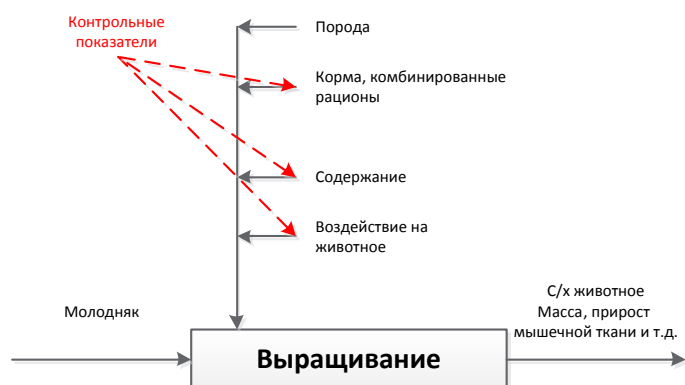 Контрольные
показатели
Порода
Корма, комбинированные
рационы
Содержание
Воздействие на
животное
Молодняк
С/х животное
Масса, прирост
мышечной ткани и т.д.
Выращивание